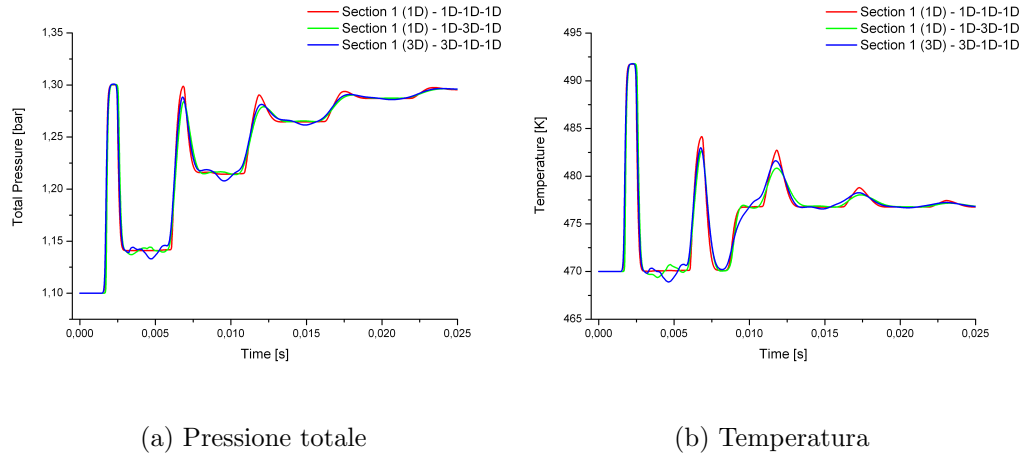 Section 1 (1D) - 1D-1D-1D
Section 1 (1D) - 1D-3D-1D
Section 1 (3D) - 3D-1D-1D
1,35
1,30
1,25
1,20
1,15
1,10
Total Pressure [bar]
0,000
0,005
0,010
0,015
0,020
0,025
Time [s]
(a) Pressione totale
Section 1 (1D) - 1D-1D-1D
Section 1 (1D) - 1D-3D-1D
Section 1 (3D) - 3D-1D-1D
495
490
485
480
475
470
465
Temperature [K]
0,000
0,005
0,010
0,015
0,020
0,025
Time [s]
(b) Temperatura